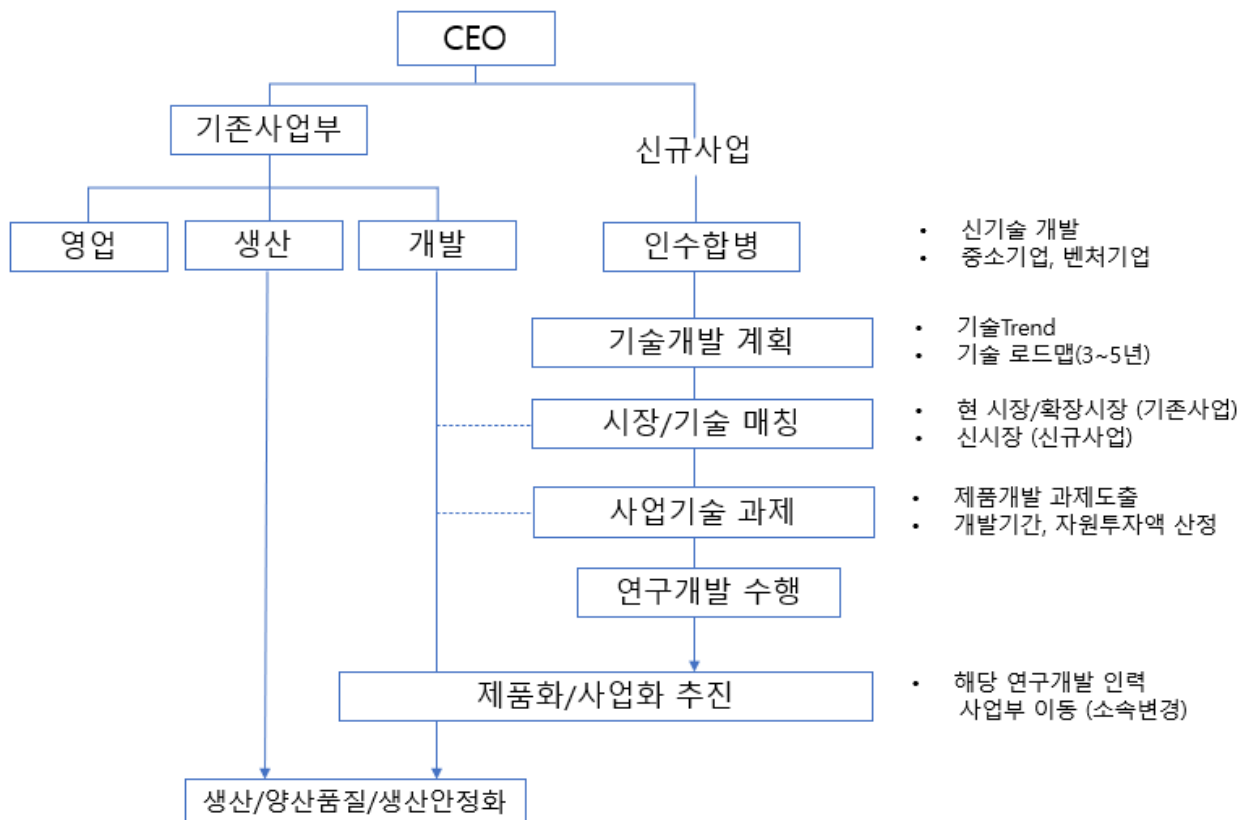 CEO
기존사업부
신규사업
영업
생산
개발
인수합병
• 신기술 개발
• 중소기업, 벤처기업
기술개발 계획
• 기술Trend
• 기술 로드맵(3~5년)
시장/기술 매칭
• 현 시장/확장시장 (기존사업)
• 신시장 (신규사업)
사업기술 과제
• 제품개발 과제도출
• 개발기간, 자원투자액 산정
연구개발 수행
제품화/사업화 추진
• 해당 연구개발 인력
사업부 이동 (소속변경)
생산/양산품질/생산안정화